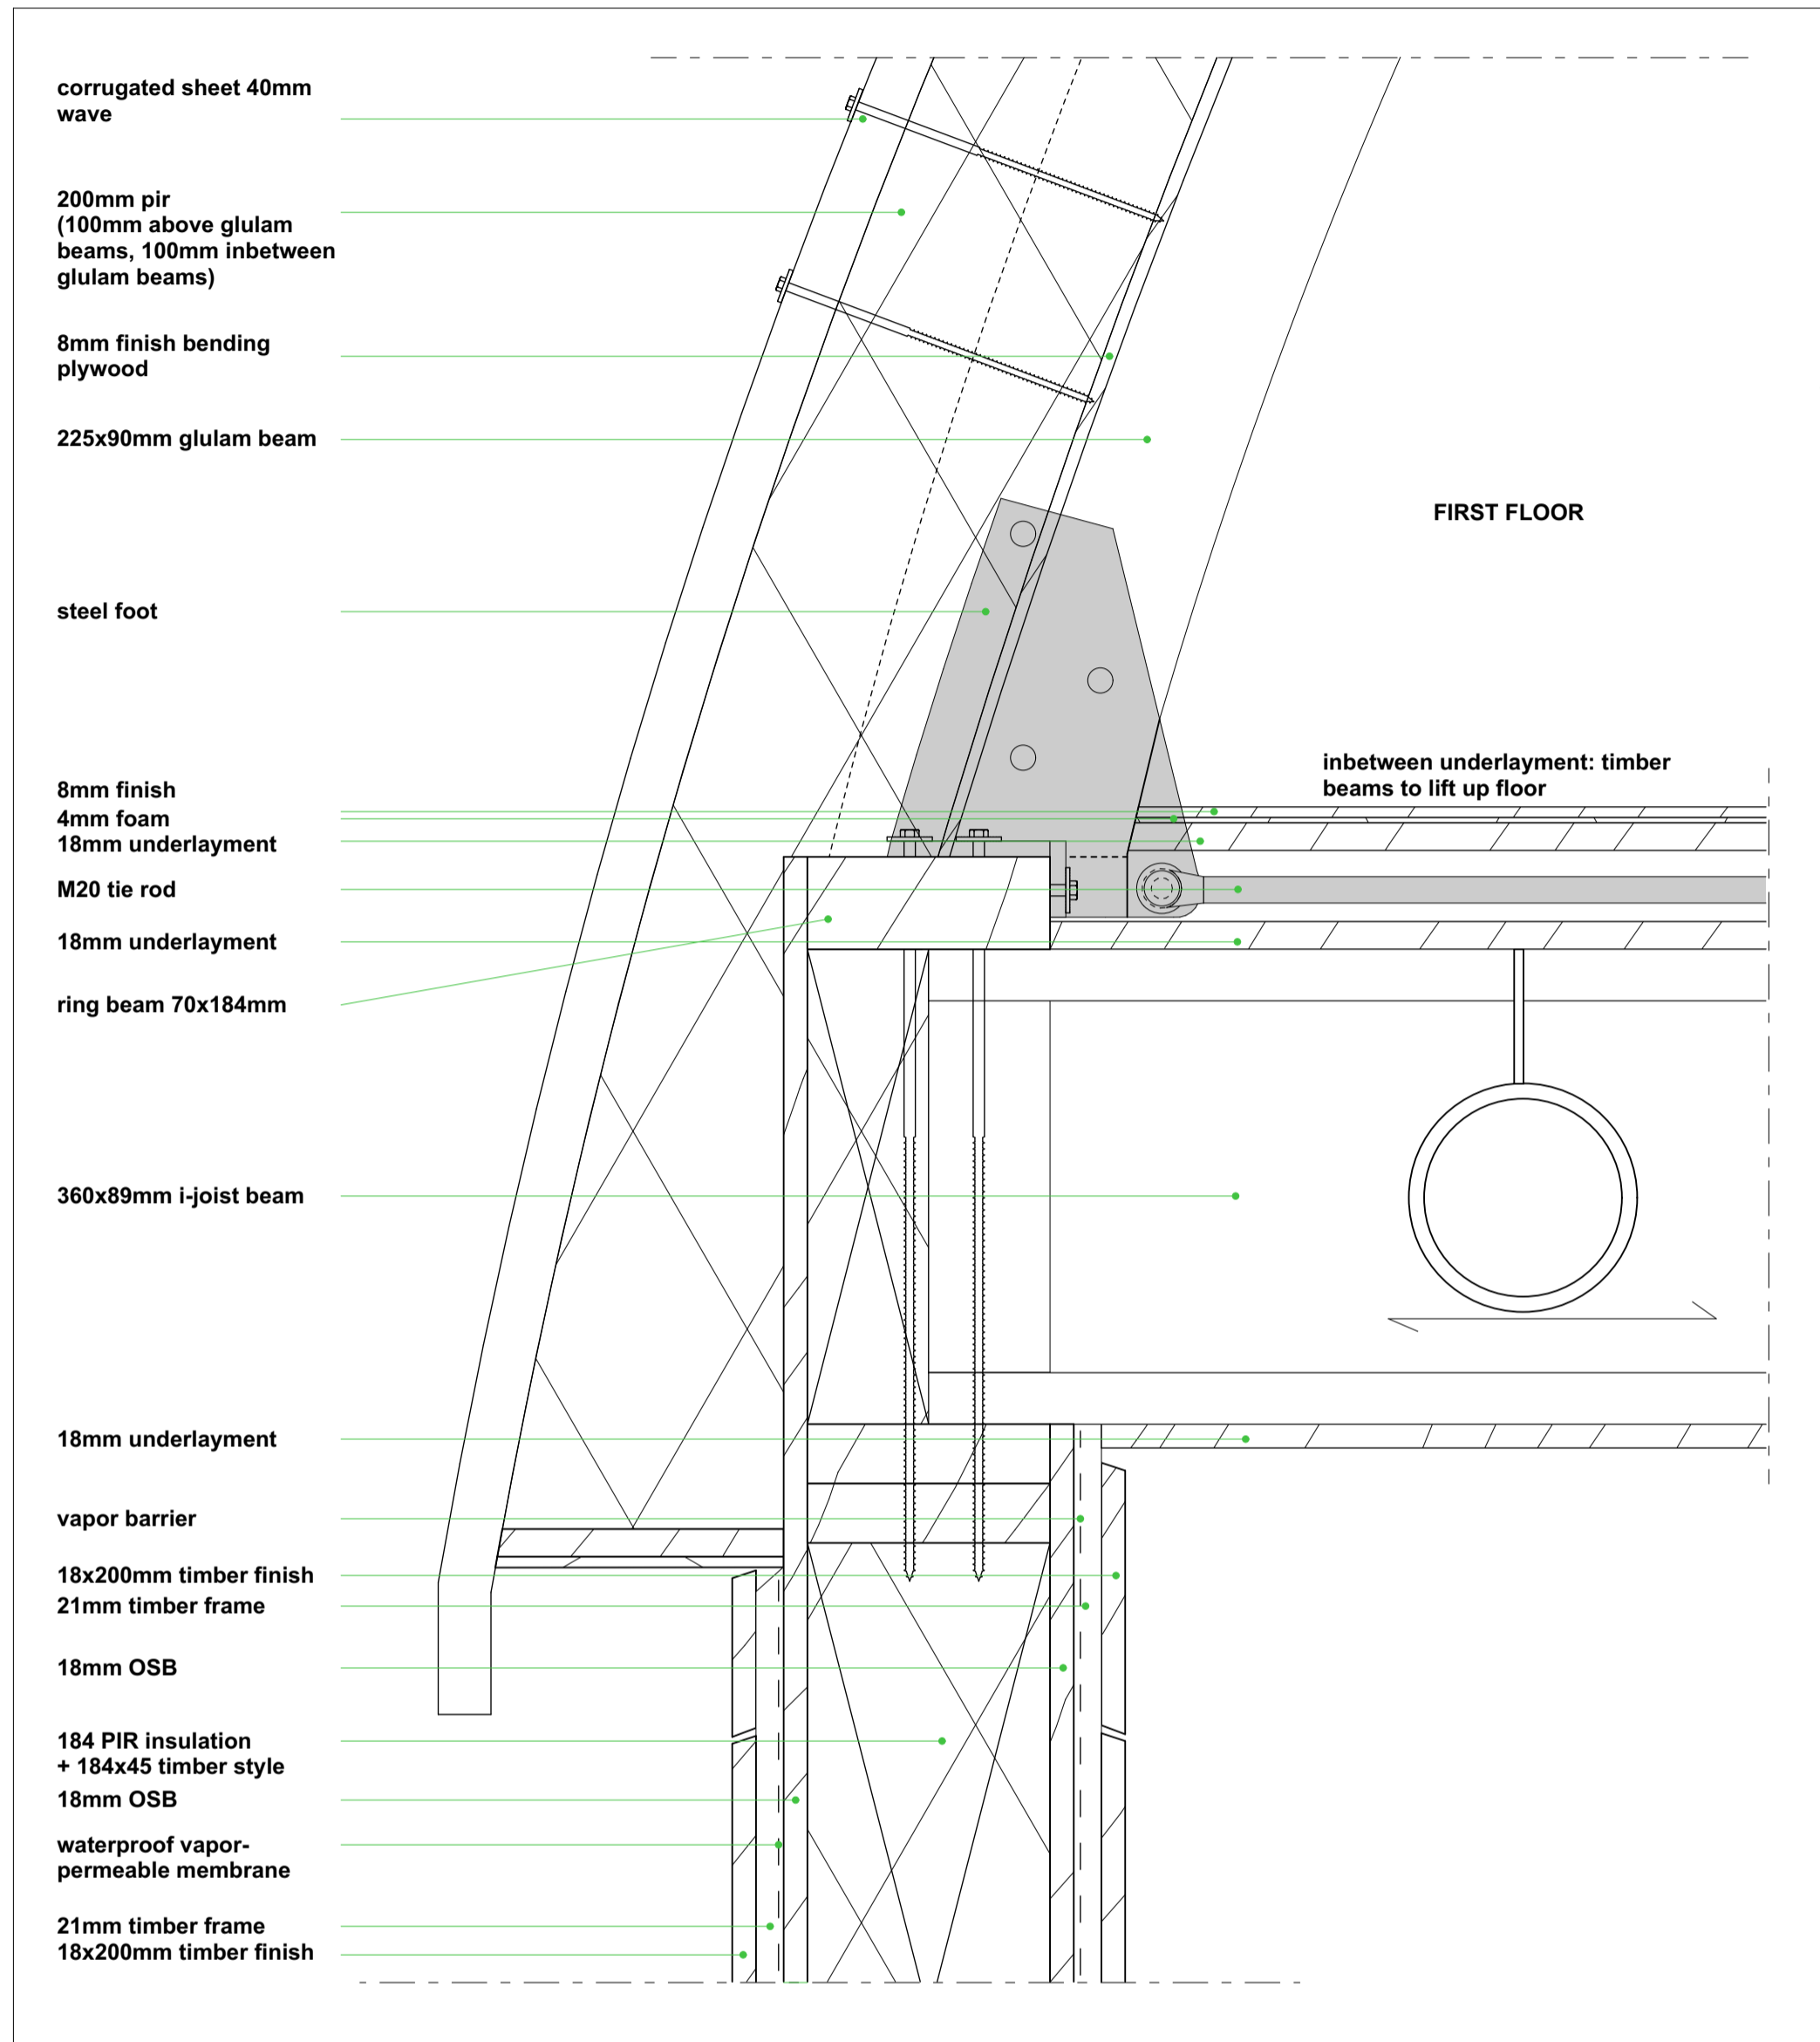 corrugated sheet 40mm
wave
200mm pir
(100mm above glulam
beams, 100mm inbetween
glulam beams)
8mm finish bending
plywood
225x90mm glulam beam
FIRST FLOOR
steel foot
inbetween underlayment: timber
beams to lift up floor
8mm finish
4mm foam
18mm underlayment
M20 tie rod
18mm underlayment
ring beam 70x184mm
360x89mm i-joist beam
18mm underlayment
vapor barrier
18x200mm timber finish
21mm timber frame
18mm OSB
184 PIR insulation
+ 184x45 timber style
18mm OSB
waterproof vapor-
permeable membrane
21mm timber frame
18x200mm timber finish